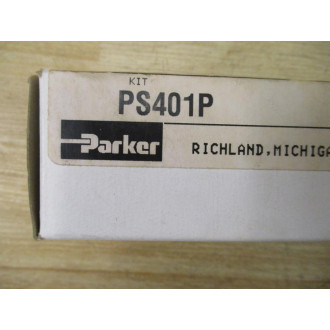 KIT
PS401P
Parker
RICHLAND, MICHIGA